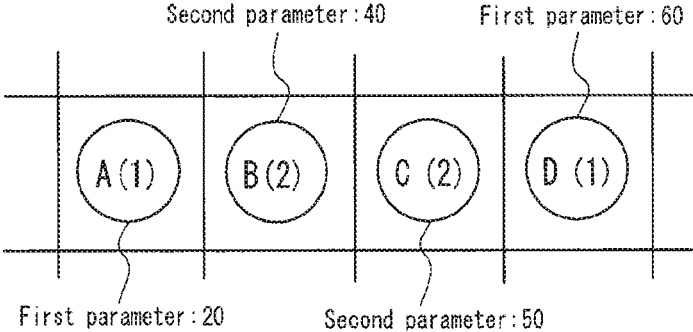 Second parameter:40
First parameter:60
A(1)
B(2)
C (2)
D (1)
First parameter:20
Second parameter:50